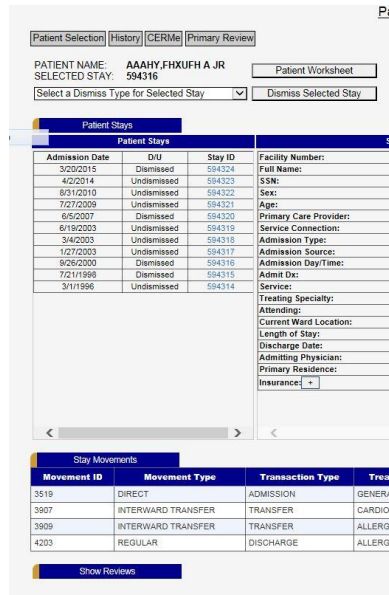 Pa
Patient Selection History CERMe Primary Review
PATIENT NAME: AAAHY,FHXUFH A JR
SELECTED STAY: 594316
Patient Worksheet
Select a Dismiss Type for Selected Stay
Dismiss Selected Stay
Patient Stays
Patient Stays
S
Admission Date D/U Stay ID
3/20/2015 Dismissed 594324
4/2/2014 Undismissed 594323
8/31/2010 Undismissed 594322
7/27/2009 Undismissed 594321
6/5/2007 Dismissed 594320
6/19/2003 Undismissed 594319
3/4/2003 Undismissed 594318
1/27/2003 Undismissed 594317
9/26/2000 Dismissed 594316
7/21/1998 Dismissed 594315
3/1/1996 Undismissed 594314
Facility Number:
Full Name:
SSN:
Sex:
Age:
Primary Care Provider:
Service Connection:
Admission Type:
Admission Source:
Admission Day/Time:
Admit Dx:
Service:
Treating Specialty:
Attending:
Current Ward Location:
Length of Stay:
Discharge Date:
Admitting Physician:
Primary Residence:
Insurance: +
Stay Movements
Movement ID Movement Type Transaction Type Trea
3519 DIRECT ADMISSION GENERA
3907 INTERWARD TRANSFER TRANSFER CARDIO
3909 INTERWARD TRANSFER TRANSFER ALLERG
4203 REGULAR DISCHARGE ALLERG
Show Reviews